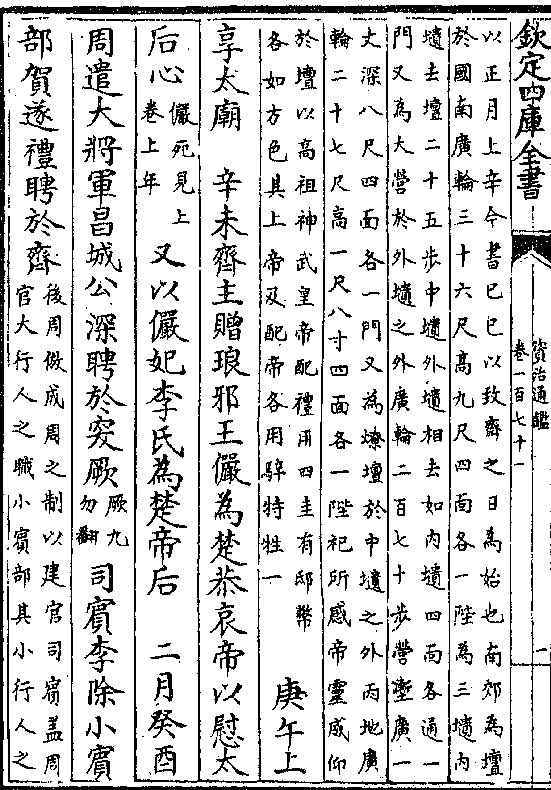 欽定四庫全書
資治通鑑
卷一百七十一
一
以正月上辛今書已巳以致齋之日為始也南郊為壇
於國南廣輪三十六尺高九尺四面各一陛為三壝内
壝去壇二十五步中壝外壝相去如内壝四面各通一
門又為大營於外壝之外廣輪二百七十步營壍廣一
丈深八尺四面各一門又為燎壇於中壝之外丙地廣
輪二十七尺高一尺八寸四面各一陛祀所感帝靈威仰
於壇以高祖神武皇帝配禮用四圭有邸幣
各如方色其上帝及配帝各用騂特牲一
庚午上
享太廟　辛未齊主贈琅邪王儼為楚恭哀帝以慰太
后心
儼死見上
卷上年
又以儼妃李氏為楚帝后　二月癸酉
周遣大將軍昌城公深聘於突厥
厥九
勿翻
司賓李除小賓
部賀遂禮聘於齊
後周倣成周之制以建官司賓盖周
官大行人之職小賓部其小行人之